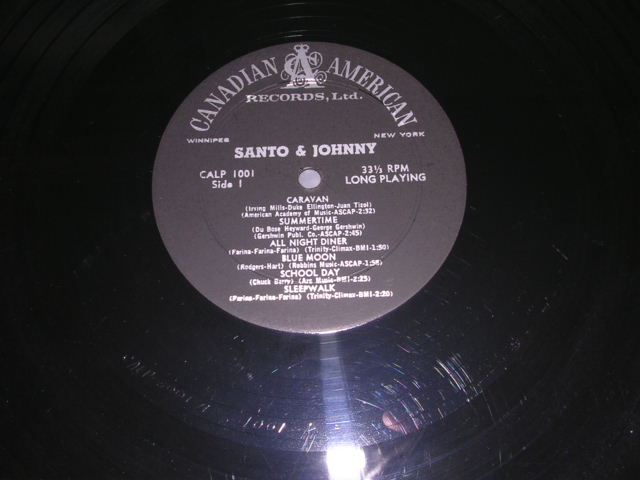 CANADIAN CA AMERICAN
RECORDS, Ltd.
WINNIPEG NEW YORK
SANTO & JOHNNY
CALP 1001 33⅓ RPM
Side 1 LONG PLAYING
CARAVAN
(Irving Mills-Duke Ellington-Juan Tizol)
(American Academy of Music-ASCAP-2:32)
SUMMERTIME
(Du Bose Heyward-George Gershwin)
(Gershwin Publ. Co.-ASCAP-2:45)
ALL NIGHT DINER
(Farina-Farina-Farina) (Trinity-Climax-BMI-1:50)
BLUE MOON
(Rodgers-Hart) (Robbins Music-ASCAP-1:58)
SCHOOL DAY
(Chuck Berry) (Arc Music-BMI-2:25)
SLEEPWALK
(Farina-Farina-Farina) (Trinity-Climax-BMI-2:20)